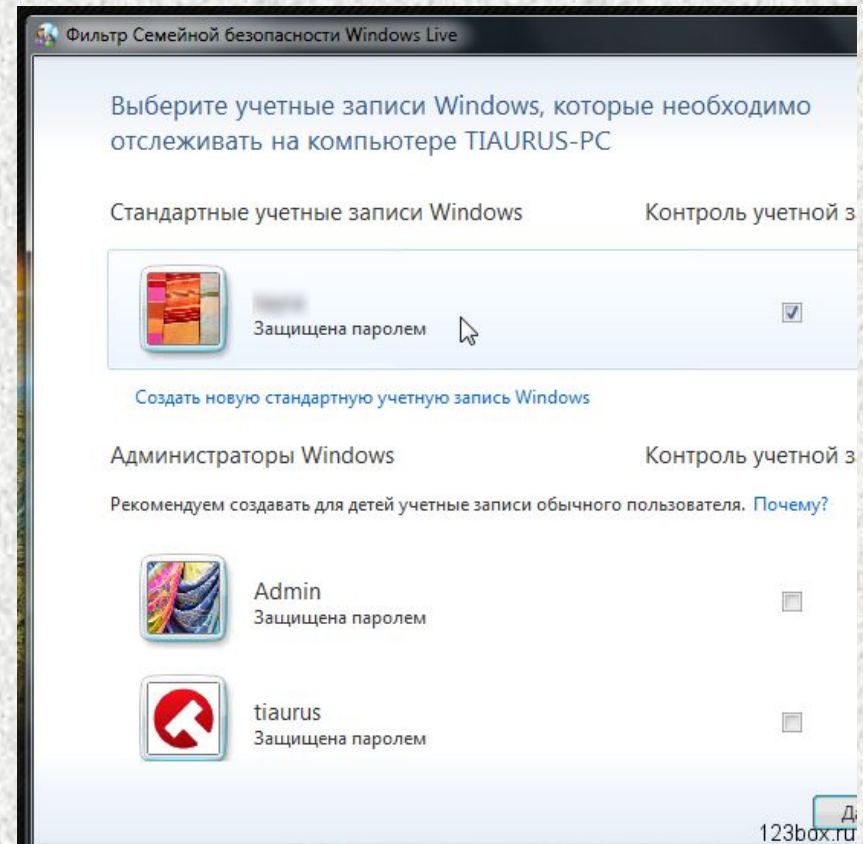 Фильтр Семейной безопасности Windows Live
Выберите учетные записи Windows, которые необходимо
отслеживать на компьютере TIAURUS-PC
Стандартные учетные записи Windows Контроль учетной з
Защищена паролем
Создать новую стандартную учетную запись Windows
Администраторы Windows Контроль учетной з
Рекомендуем создавать для детей учетные записи обычного пользователя. Почему?
Admin
Защищена паролем
tiaurus
Защищена паролем
123box.ru